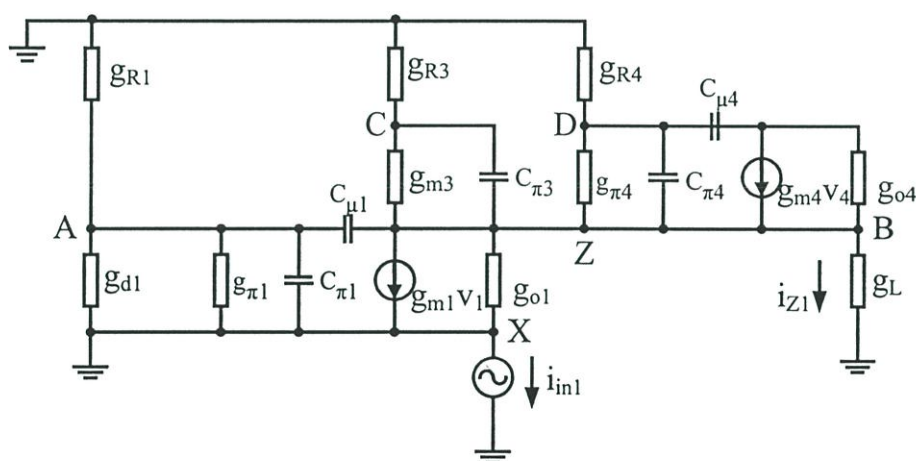 gR1
gR3
gR4
Cμ4
C
D
gm3
Cπ3
gπ4
Cπ4
gm4v4
go4
Cμ1
A
Z
B
gd1
gπ1
Cπ1
gm1v1
go1
iZ1
gL
X
iin1